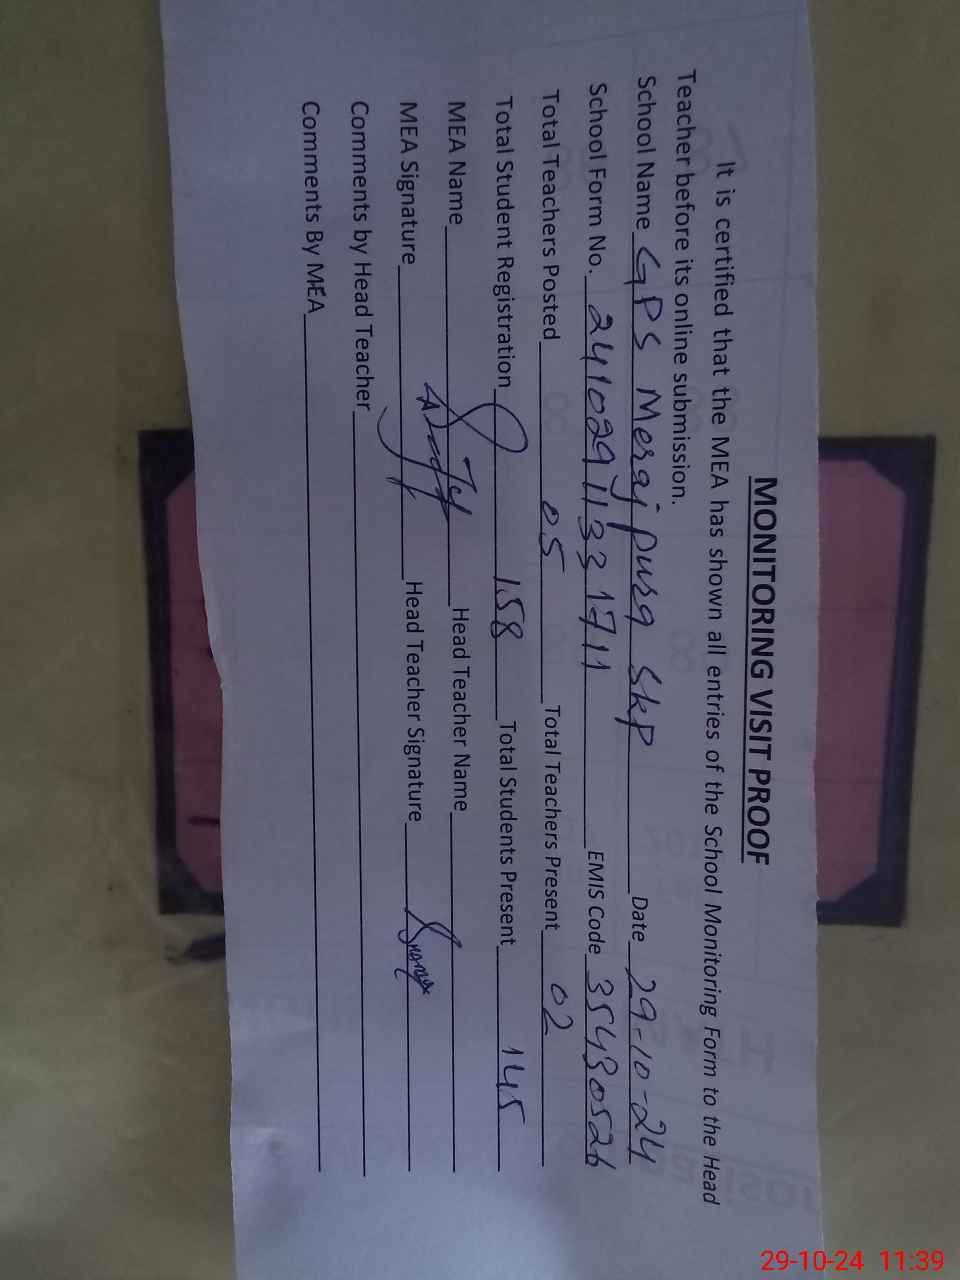 MONITORING VISIT PROOF
It is certified that the MEA has shown all entries of the School Monitoring Form to the Head
Teacher before its online submission.
School Name GPS Merajpura SKP Date 29-10-24
School Form No. 24102911331711 EMIS Code 35430526
Total Teachers Posted 05 Total Teachers Present 02
Total Student Registration 158 Total Students Present 145
MEA Name Head Teacher Name
MEA Signature Head Teacher Signature
Comments by Head Teacher
Comments By MEA
29-10-24 11:39